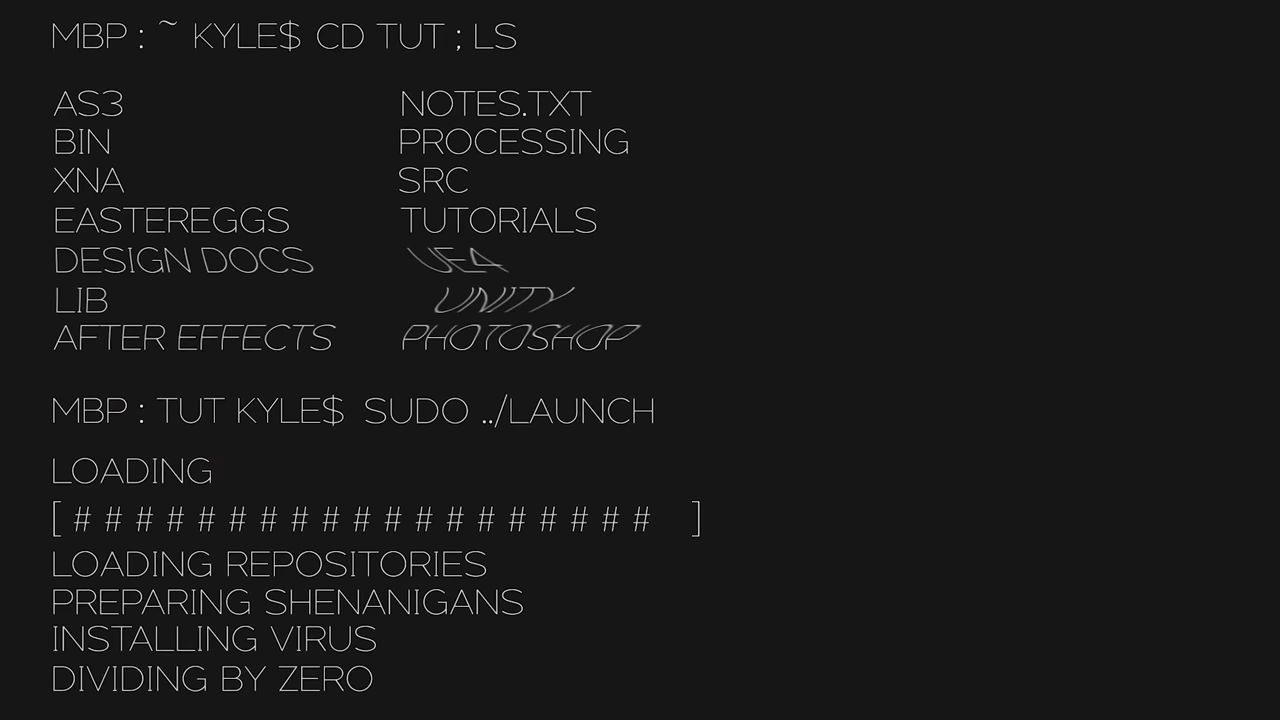 MBP : ~ KYLE$ CD TUT ; LS
AS3 NOTES.TXT
BIN PROCESSING
XNA SRC
EASTEREGGS TUTORIALS
DESIGN DOCS UE4
LIB UNITY
AFTER EFFECTS PHOTOSHOP
MBP : TUT KYLE$ SUDO ../LAUNCH
LOADING
[ # # # # # # # # # # # # # # # # # # # ]
LOADING REPOSITORIES
PREPARING SHENANIGANS
INSTALLING VIRUS
DIVIDING BY ZERO